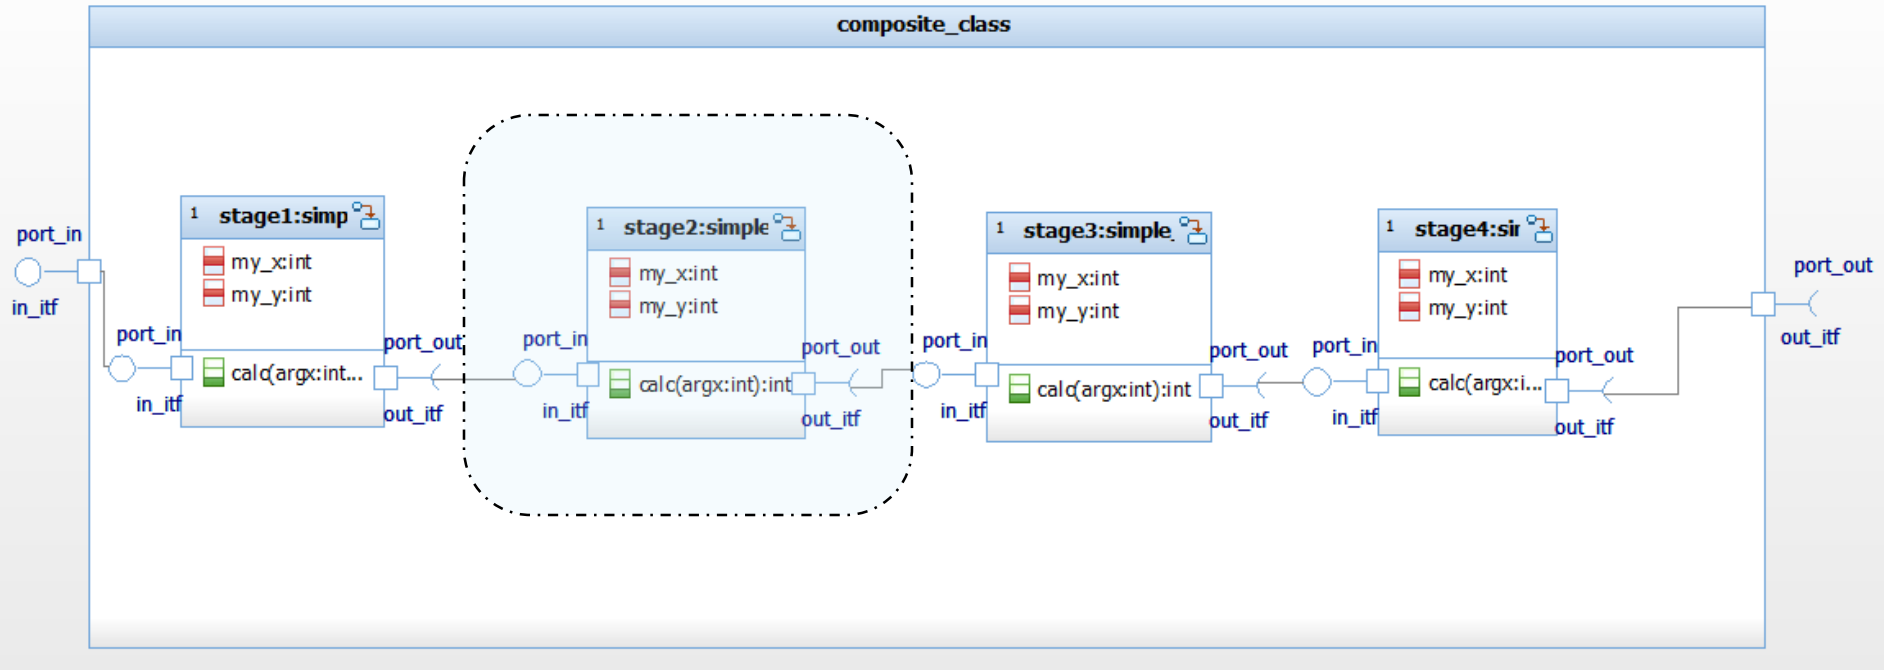 composite_class
port_in
in_itf
1 stage1:simp
my_x:int
my_y:int
port_in
calc(argx:int...
in_itf
port_out
out_itf
1 stage2:simple
my_x:int
my_y:int
port_in
calc(argx:int):int
in_itf
port_out
out_itf
1 stage3:simple_
my_x:int
my_y:int
port_in
calc(argx:int):int
in_itf
port_out
out_itf
1 stage4:sir
my_x:int
my_y:int
port_in
calc(argx:i...
in_itf
port_out
out_itf
port_out
out_itf